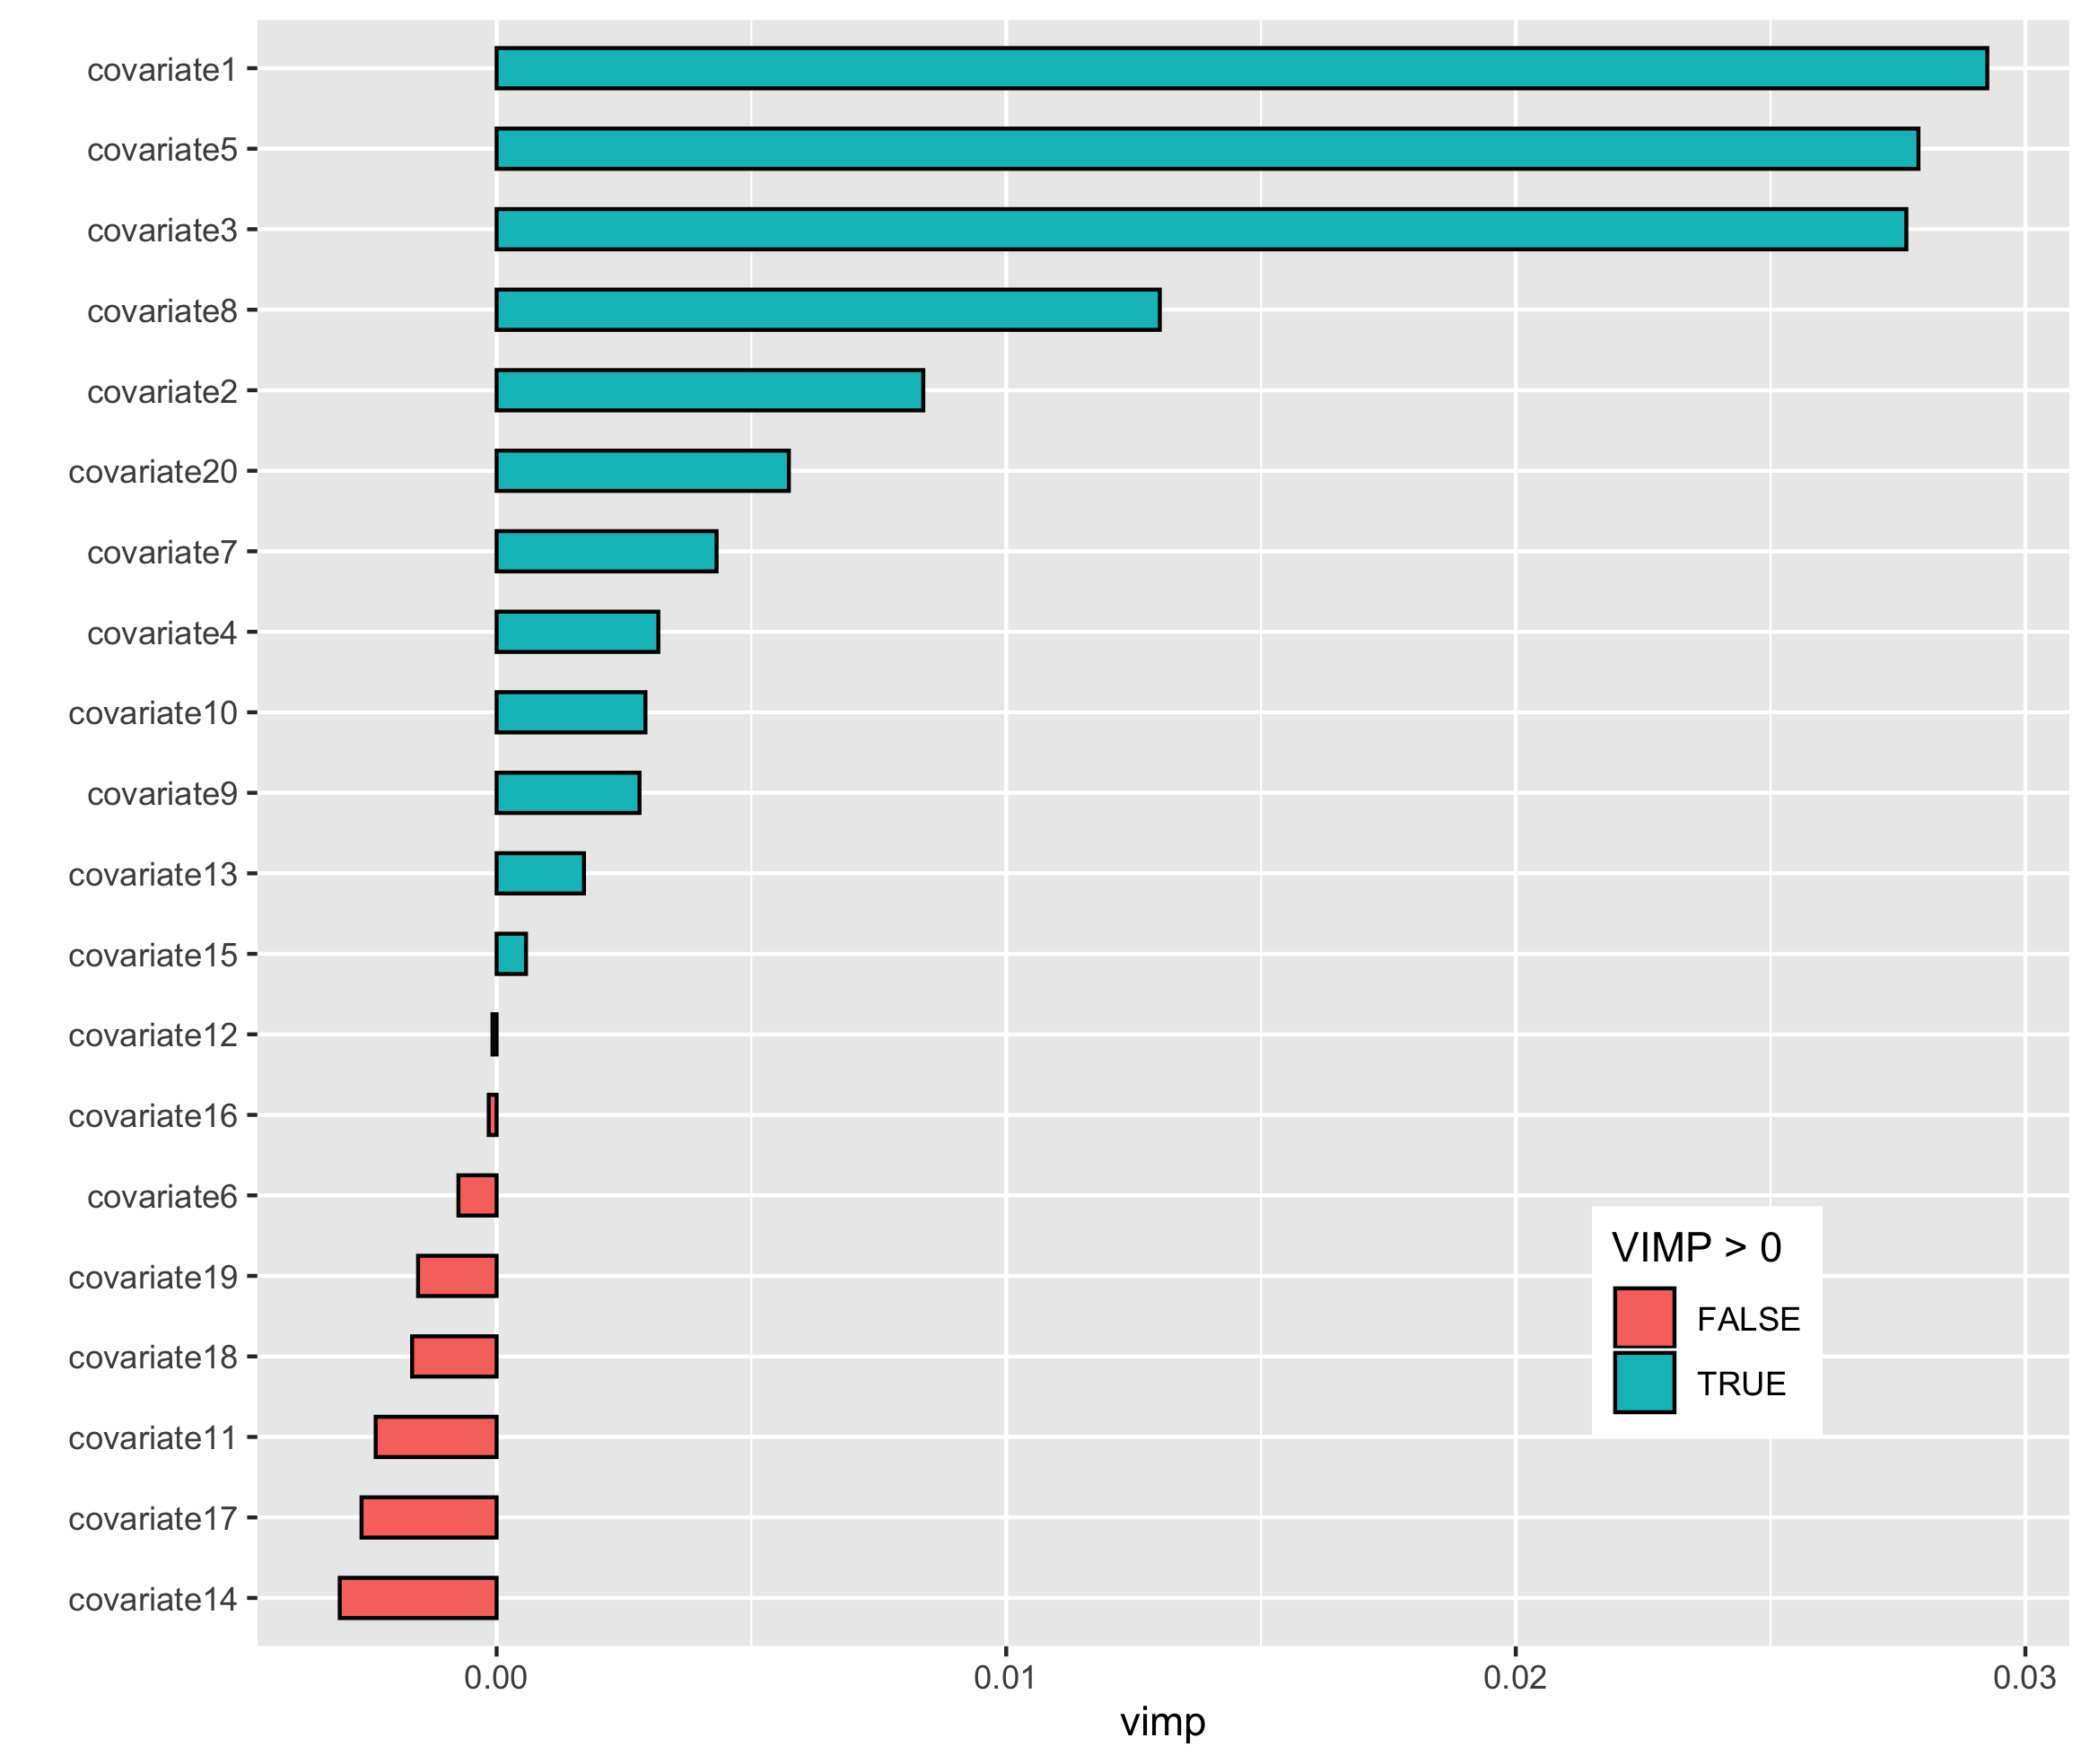 covariate1
covariate5
covariate3
covariate8
covariate2
covariate20
covariate7
covariate4
covariate10
covariate9
covariate13
covariate15
covariate12
covariate16
covariate6
covariate19
covariate18
covariate11
covariate17
covariate14
VIMP > 0
FALSE
TRUE
0.00 0.01 0.02 0.03
vimp